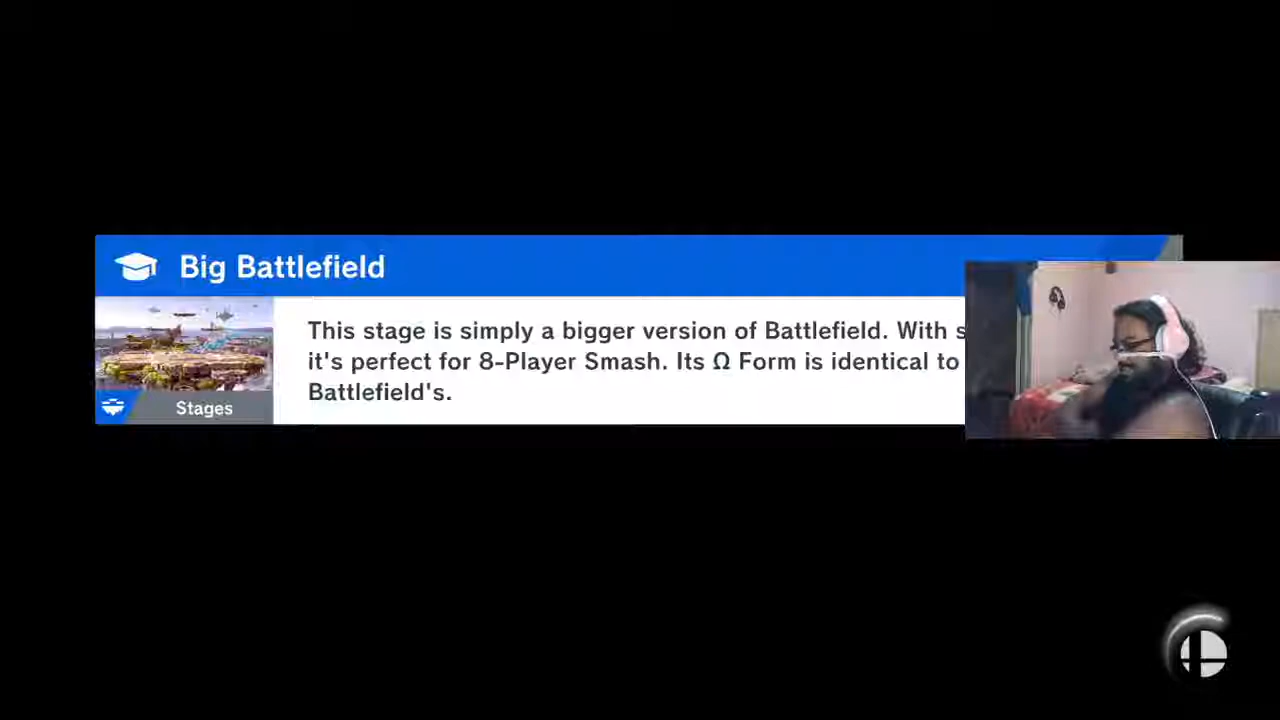 Big Battlefield
This stage is simply a bigger version of Battlefield. With
it's perfect for 8-Player Smash. Its Ω Form is identical to
Battlefield's.
Stages